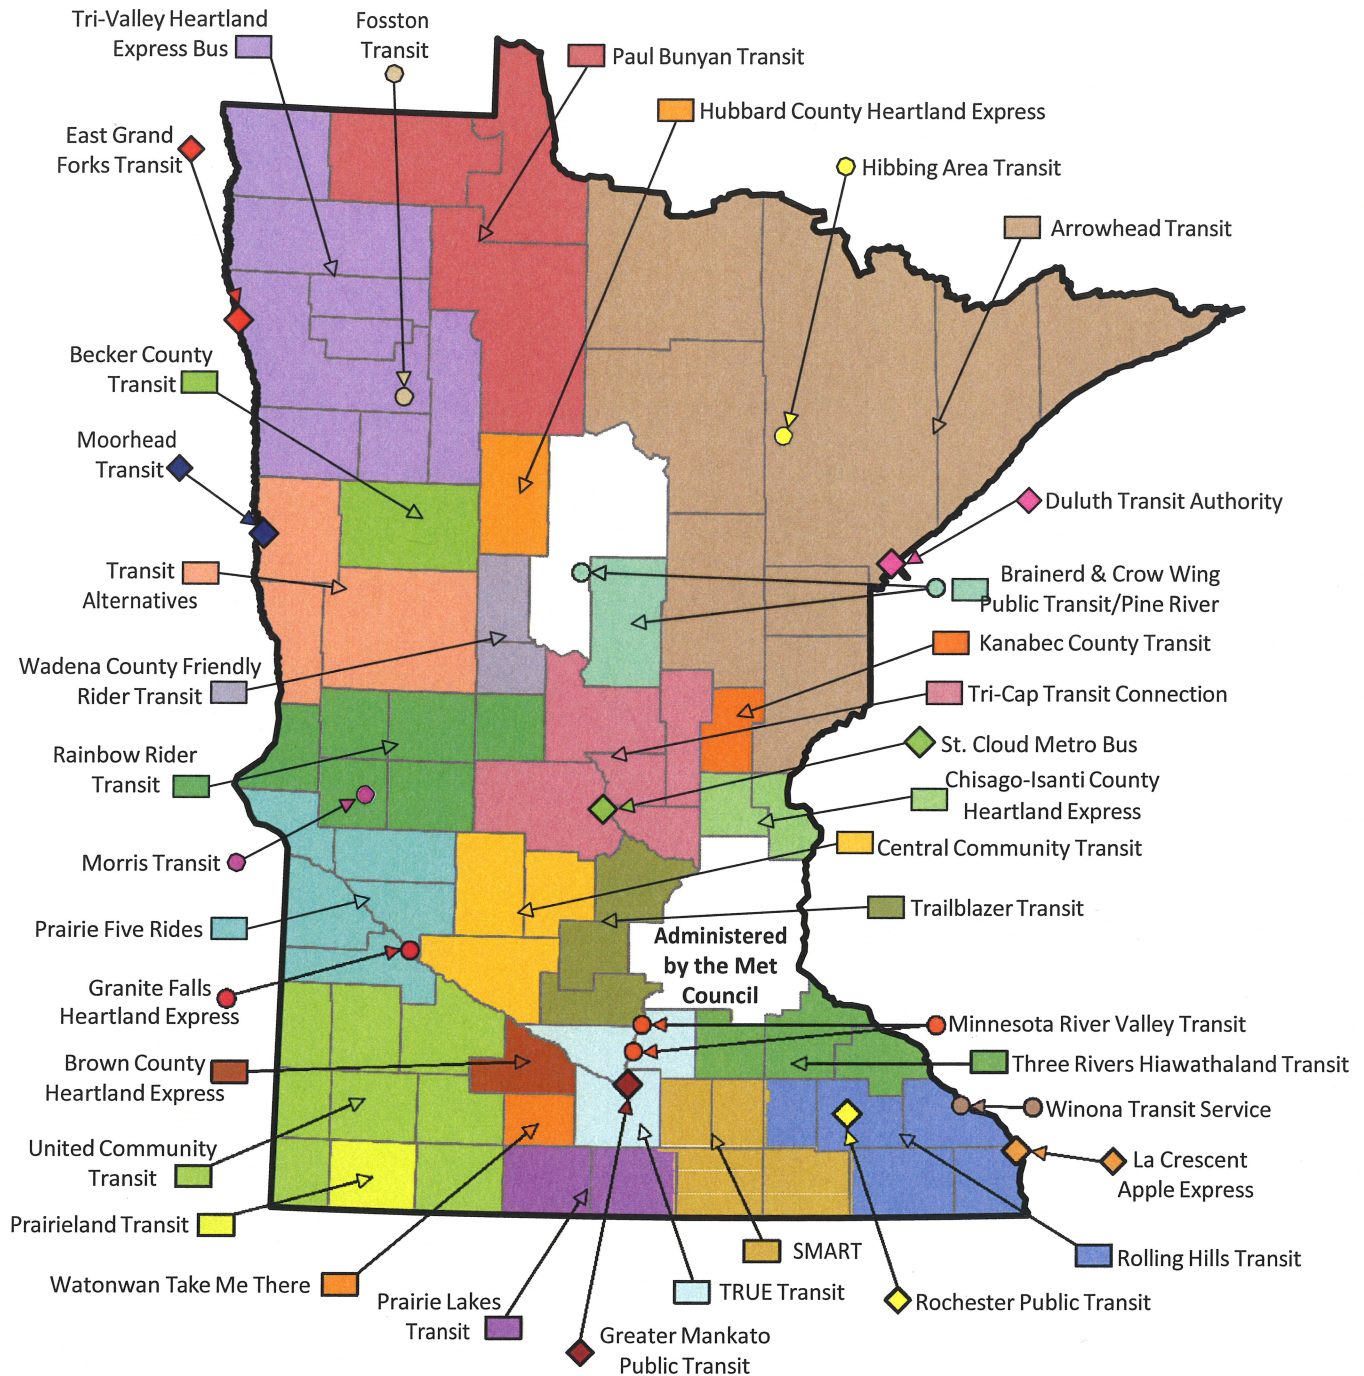 Tri-Valley Heartland
Express Bus
Fosston
Transit
Paul Bunyan Transit
Hubbard County Heartland Express
East Grand
Forks Transit
Hibbing Area Transit
Arrowhead Transit
Becker County
Transit
Moorhead
Transit
Duluth Transit Authority
Transit
Alternatives
Brainerd & Crow Wing
Public Transit/Pine River
Kanabec County Transit
Wadena County Friendly
Rider Transit
Tri-Cap Transit Connection
St. Cloud Metro Bus
Rainbow Rider
Transit
Chisago-Isanti County
Heartland Express
Morris Transit
Central Community Transit
Trailblazer Transit
Prairie Five Rides
Administered
by the Met
Council
Granite Falls
Heartland Express
Minnesota River Valley Transit
Brown County
Heartland Express
Three Rivers Hiawathaland Transit
Winona Transit Service
United Community
Transit
La Crescent
Apple Express
Prairieland Transit
SMART
Rolling Hills Transit
Watonwan Take Me There
TRUE Transit
Prairie Lakes
Transit
Rochester Public Transit
Greater Mankato
Public Transit